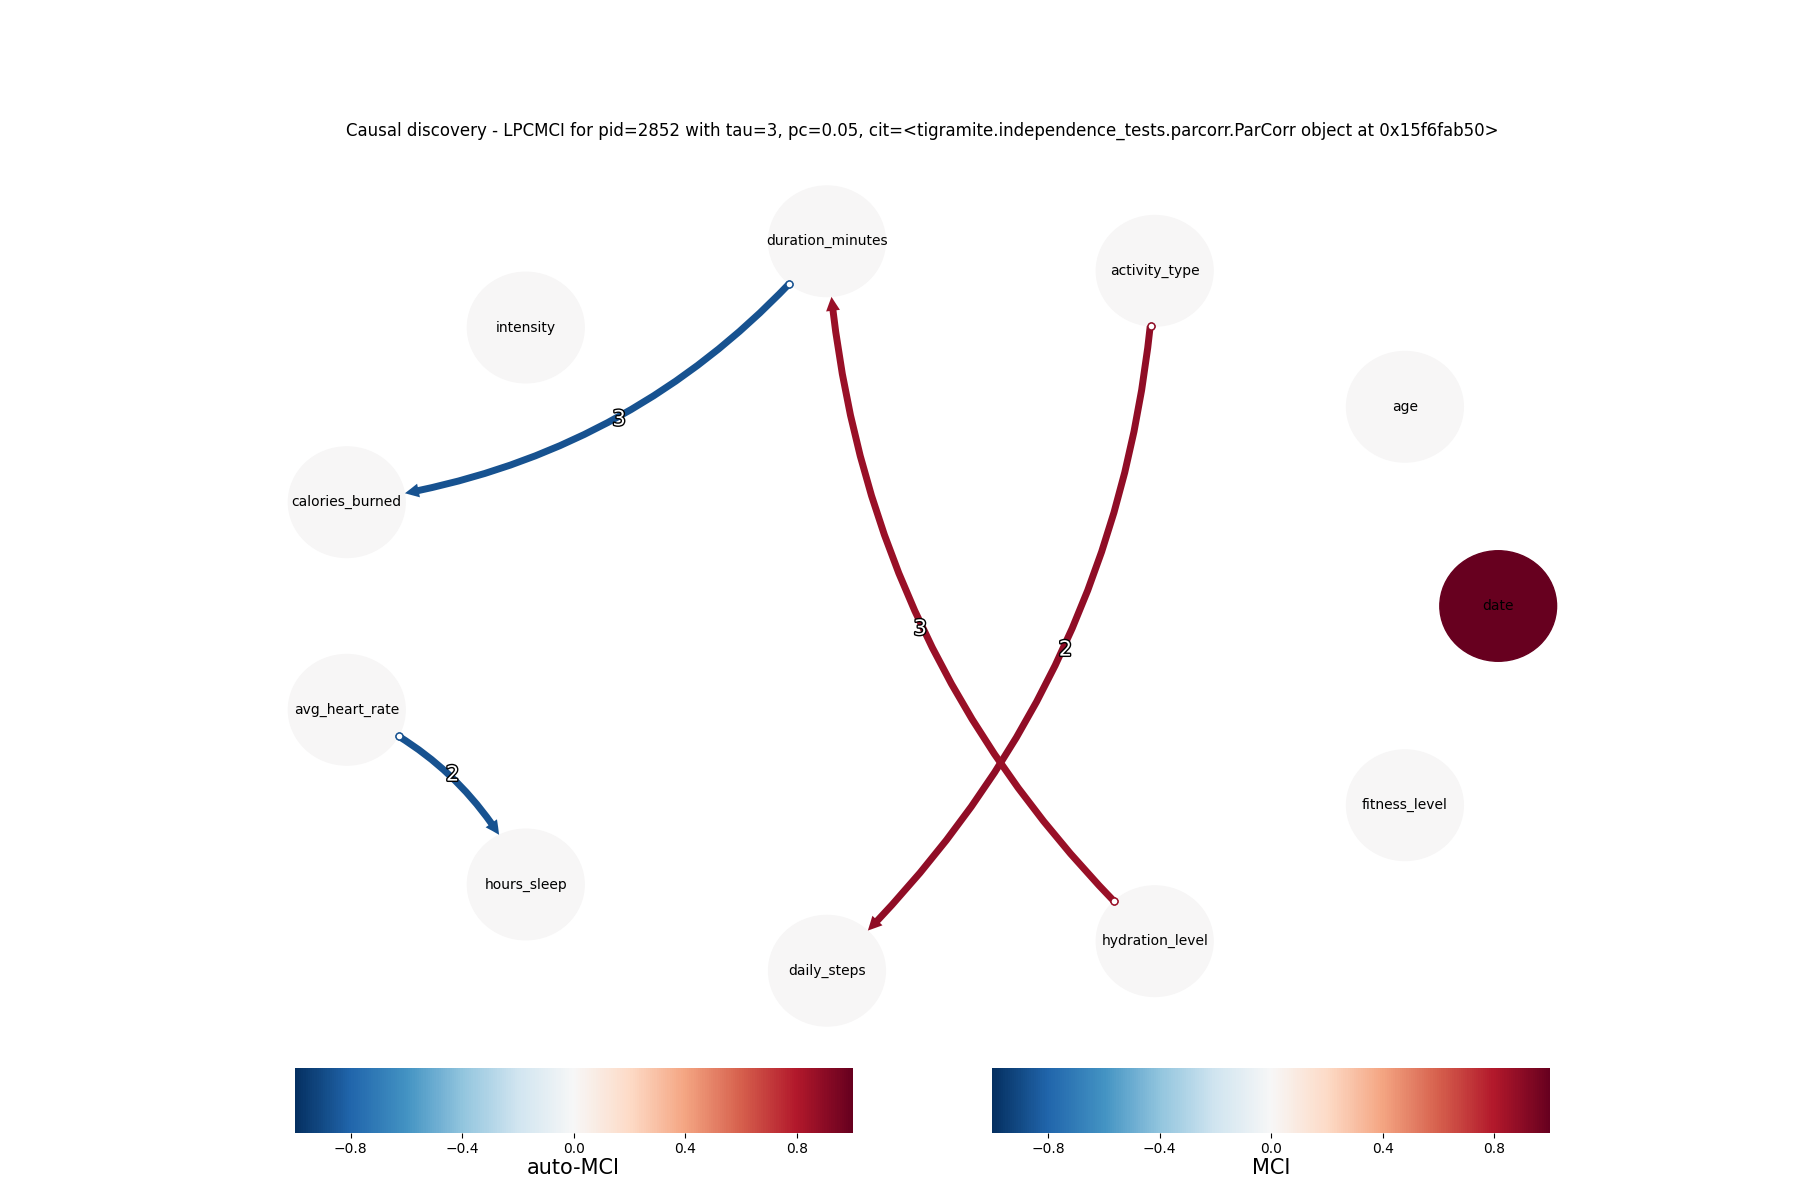 Causal discovery - LPCMCI for pid=2852 with tau=3, pc=0.05, cit=<tigramite.independence_tests.parcorr.ParCorr object at 0x15f6fab50>
duration_minutes
activity_type
intensity
age
3
calories_burned
date
3
2
avg_heart_rate
2
fitness_level
hours_sleep
hydration_level
daily_steps
−0.8 −0.4 0.0 0.4 0.8
auto-MCI
−0.8 −0.4 0.0 0.4 0.8
MCI